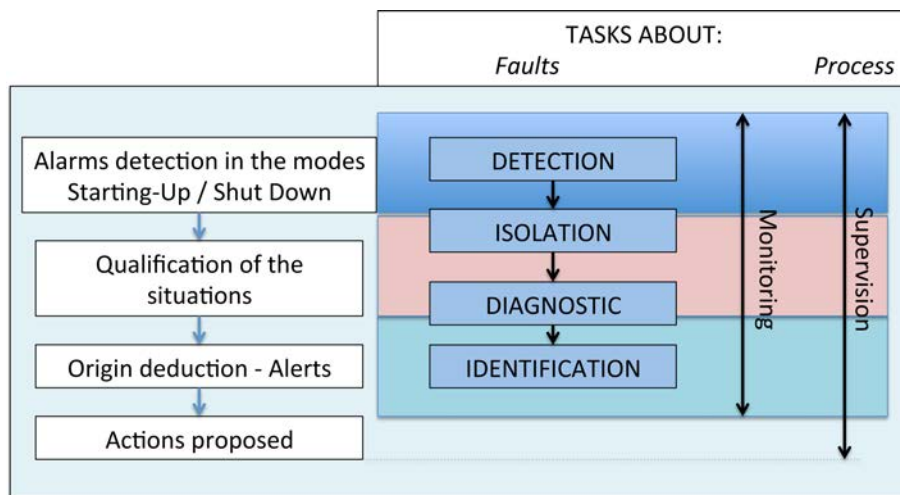 TASKS ABOUT:
Faults
Process
Alarms detection in the modes
Starting-Up / Shut Down
Qualification of the
situations
Origin deduction - Alerts
Actions proposed
DETECTION
ISOLATION
DIAGNOSTIC
IDENTIFICATION
Monitoring
Supervision